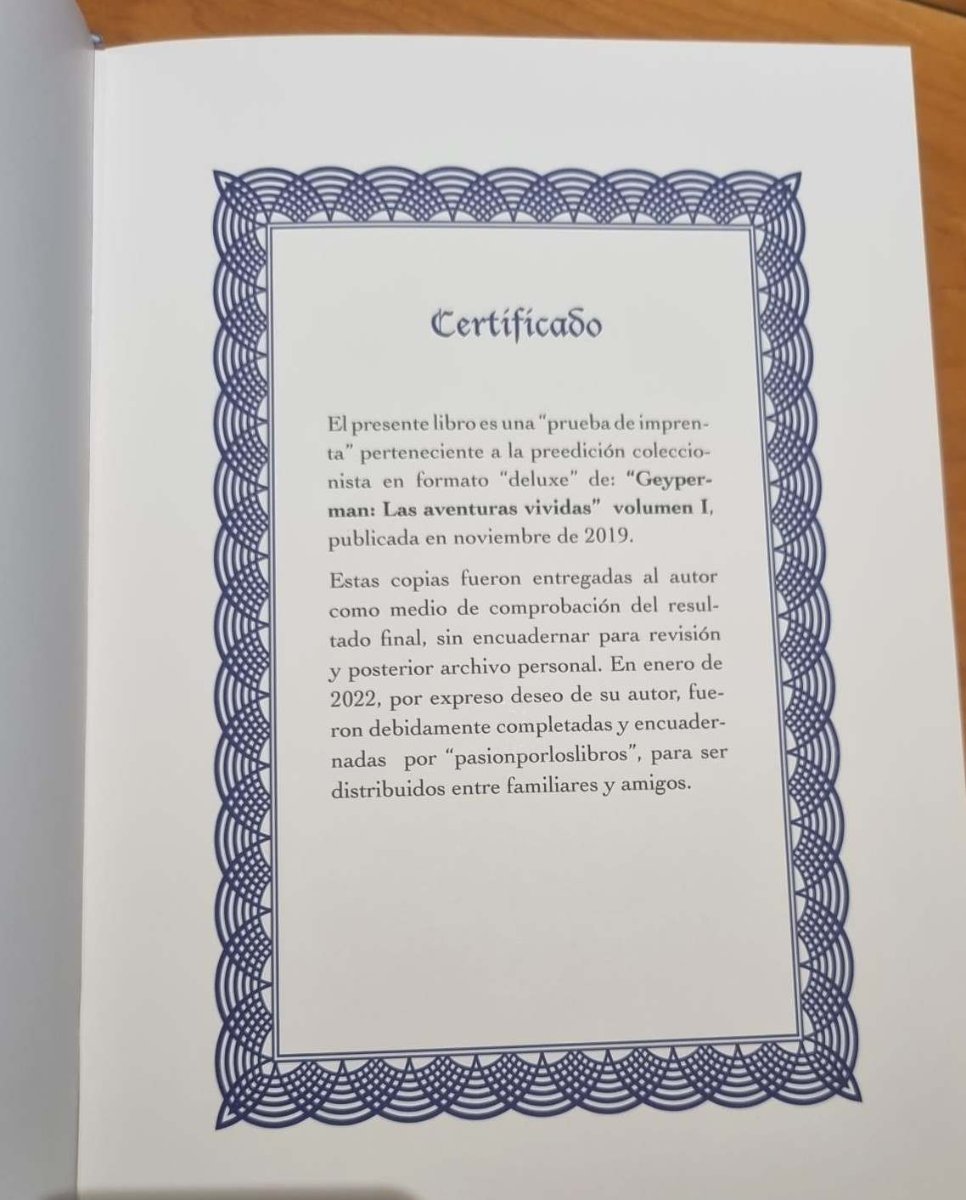 Certificado
El presente libro es una “prueba de impren-
ta” perteneciente a la preedición coleccio-
nista en formato “deluxe” de: “Geyper-
man: Las aventuras vividas” volumen I,
publicada en noviembre de 2019.
Estas copias fueron entregadas al autor
como medio de comprobación del resul-
tado final, sin encuadernar para revisión
y posterior archivo personal. En enero de
2022, por expreso deseo de su autor, fue-
ron debidamente completadas y encuader-
nadas por “pasionporloslibros”, para ser
distribuidos entre familiares y amigos.